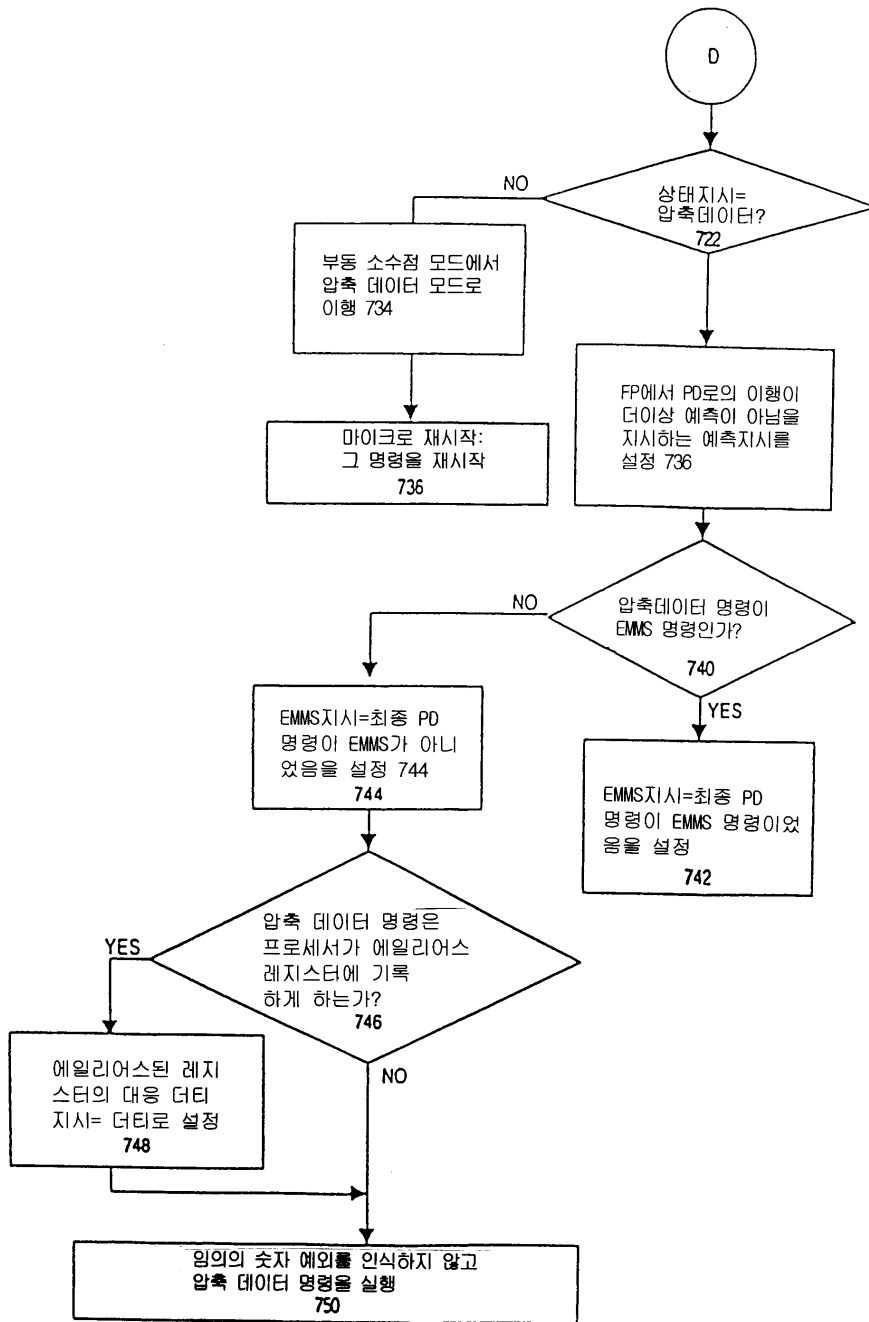 D
상태지시=
압축데이터?
722
NO
부동 소수점 모드에서
압축 데이터 모드로
이행 734
마이크로 재시작:
그 명령을 재시작
736
FP에서 PD로의 이행이
더이상 예측이 아님을
지시하는 예측지시를
설정 736
압축데이터 명령이
EMMS 명령인가?
740
NO
YES
EMMS지시=최종 PD
명령이 EMMS가 아니
었음을 설정 744
744
EMMS지시=최종 PD
명령이 EMMS 명령이었
음을 설정
742
압축 데이터 명령은
프로세서가 에일리어스
레지스터에 기록
하게 하는가?
746
YES
NO
에일리어스된 레지
스터의 대응 더티
지시= 더티로 설정
748
임의의 숫자 예외를 인식하지 않고
압축 데이터 명령을 실행
750